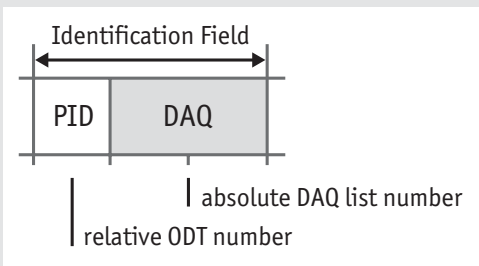 Identification Field
PID DAQ
absolute DAQ list number
relative ODT number